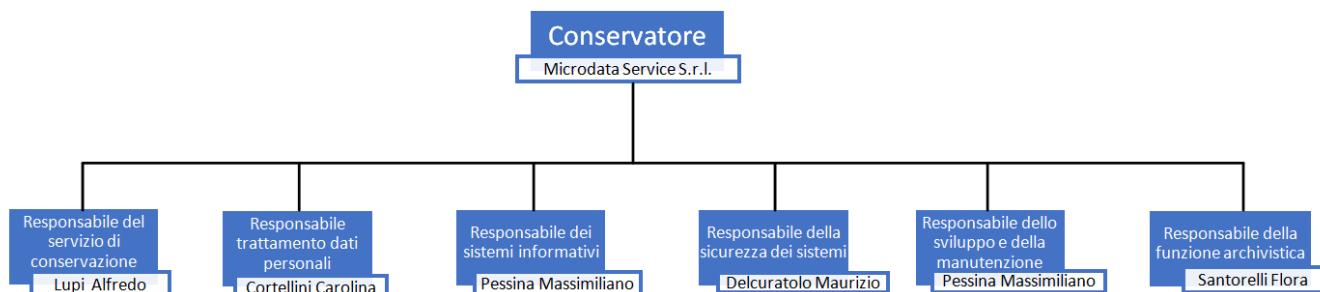 Conservatore
Microdata Service S.r.l.
Responsabile del
servizio di
conservazione
Lupi Alfredo
Responsabile
trattamento dati
personali
Cortellini Carolina
Responsabile dei
sistemi informativi
Pessina Massimiliano
Responsabile della
sicurezza dei sistemi
Delcuratolo Maurizio
Responsabile dello
sviluppo e della
manutenzione
Pessina Massimiliano
Responsabile della
funzione archivistica
Santorelli Flora